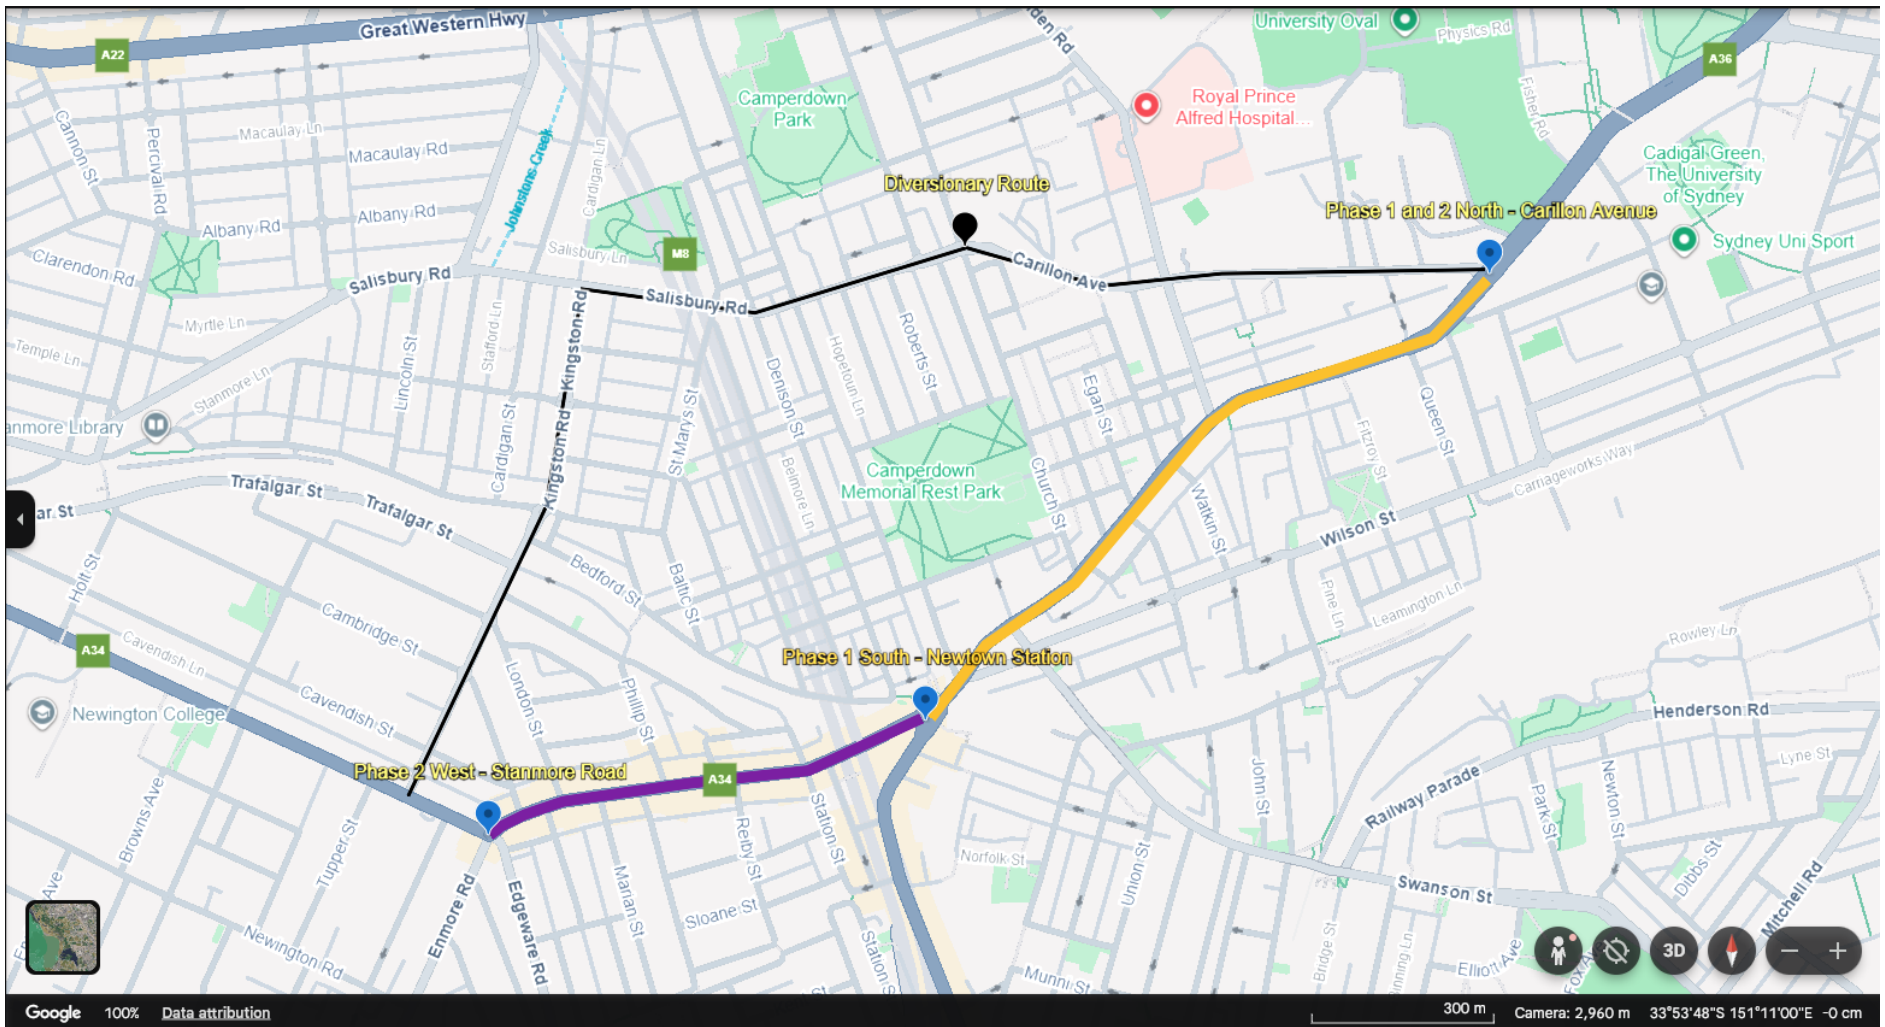 Great Western Hwy
A22
University Oval
Physics Rd
A36
Cannon St
Percival Rd
Macaulay Ln
Macaulay Rd
Johnstons Creek
Cardigan Ln
Camperdown
Park
Royal Prince
Alfred Hospital...
Fisher Rd
Cadigal Green,
The University
of Sydney
Diversionary Route
Phase 1 and 2 North - Carillon Avenue
Albany Rd
Albany Rd
Clarendon Rd
Salisbury Rd
Salisbury Ln
M8
Sydney Uni Sport
Carillon Ave
Salisbury Rd
Myrtle Ln
Temple Ln
Stanmore Ln
Lincoln St
Stafford Ln
Kingston Rd
Kingston Rd
Kingston Rd
Cardigan St
St Mary's St
Denison St
Hopetoun Ln
Roberts St
Egan St
Queen St
Fitzroy St
anmore Library
Belmore Ln
Camperdown
Memorial Rest Park
Church St
Watkin St
Wilson St
Carriageworks Way
ar St
Trafalgar St
Trafalgar St
Bedford St
Baltic St
Holt St
Cambridge St
Pine Ln
Leamington Ln
Rowley Ln
A34
Cavendish Ln
Cavendish St
London St
Phillip St
Phase 1 South - Newtown Station
Newington College
Henderson Rd
Lyne St
Phase 2 West - Stanmore Road
A34
Browns Ave
Tupper St
Reiby St
Station St
John St
Railway Parade
Park St
Newton St
Norfolk St
Union St
Swanson St
Dibbs St
Mitchell Rd
Enmore Rd
Edgeware Rd
Marian St
Sloane St
Station St
Newington Rd
Munni St
Bridge St
Elliott Ave
3D
Google
100%
Data attribution
300 m
Camera: 2,960 m
33°53'48"S 151°11'00"E
-0 cm